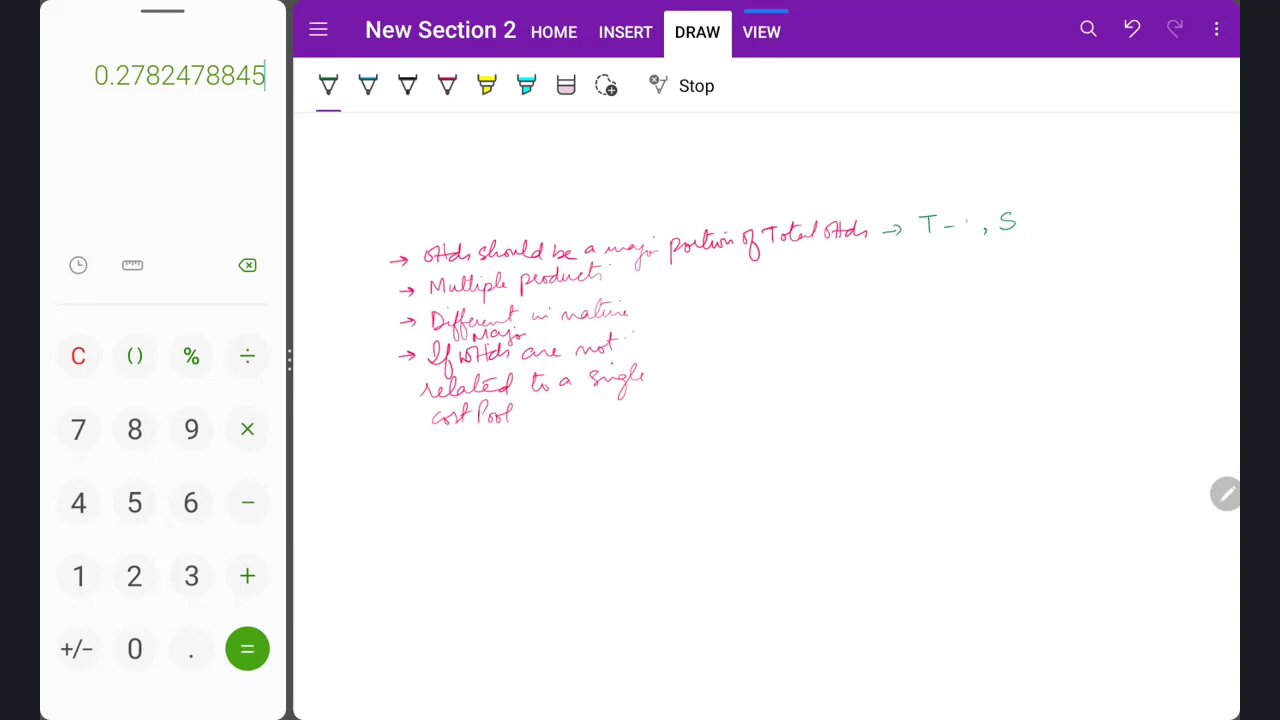 0.2782478845
New Section 2 HOME INSERT DRAW VIEW
Stop
→ OHds should be a major portion of Total OHds → T - , S
→ Multiple products
→ Different in nature
Major
→ If OHds are not
related to a single
cost Pool
C () % ÷
7 8 9 ×
4 5 6 −
1 2 3 +
+/− 0 . =